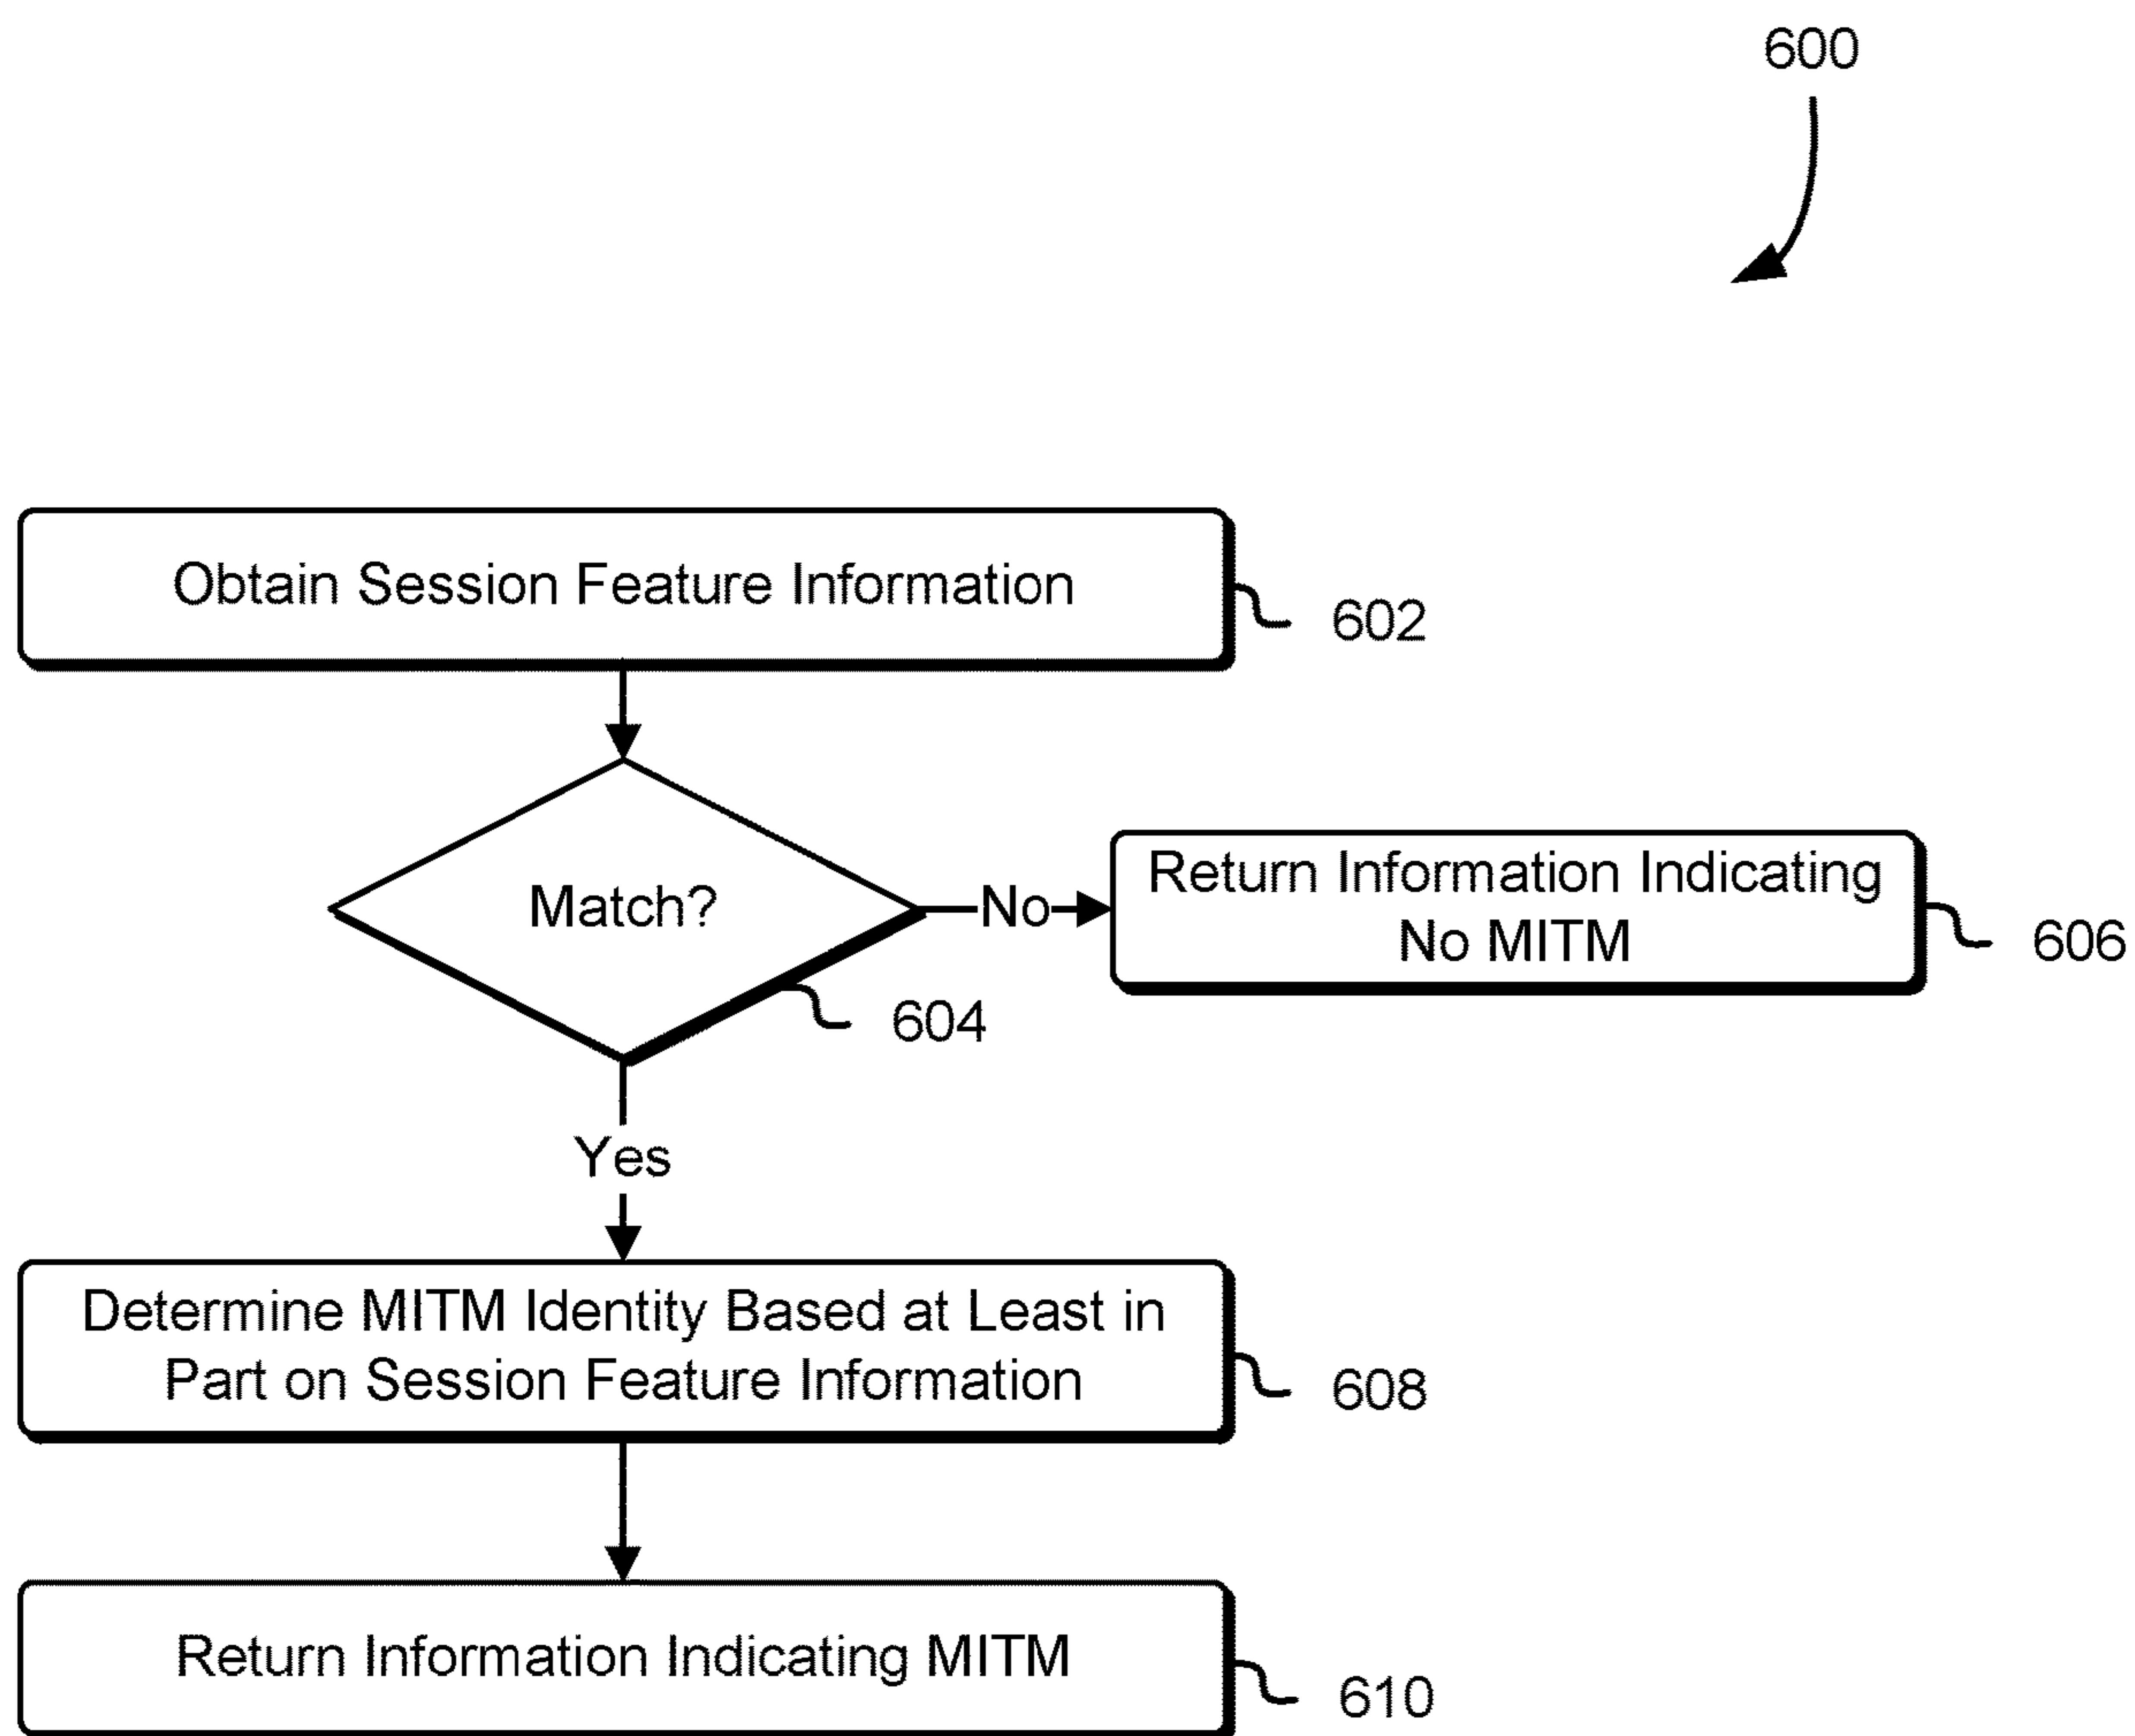 600
Obtain Session Feature Information
602
Match?
No
Return Information Indicating
No MITM
606
604
Yes
Determine MITM Identity Based at Least in
Part on Session Feature Information
608
Return Information Indicating MITM
610